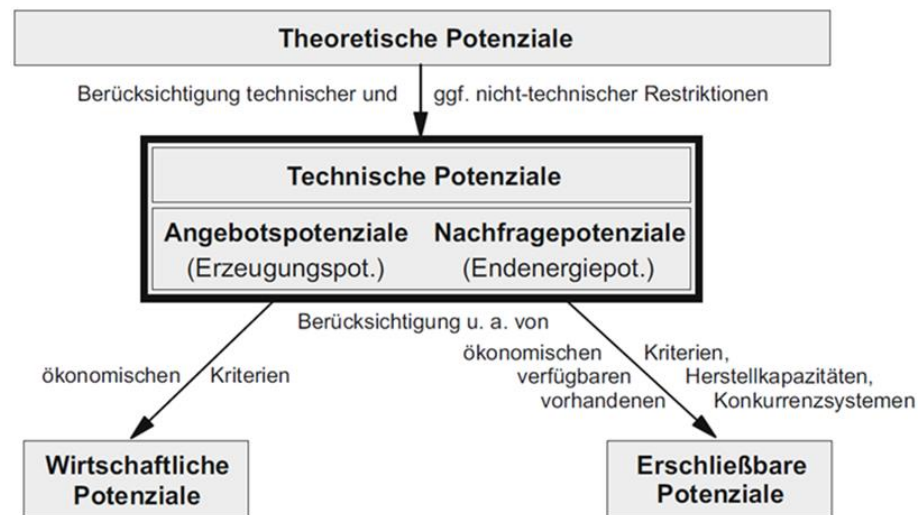 Theoretische Potenziale
Berücksichtigung technischer und ggf. nicht-technischer Restriktionen
Technische Potenziale
Angebotspotenziale Nachfragepotenziale
(Erzeugungspot.) (Endenergiepot.)
Berücksichtigung u. a. von
ökonomischen Kriterien
ökonomischen Kriterien,
verfügbaren Herstellkapazitäten,
vorhandenen Konkurrenzsystemen
Wirtschaftliche
Potenziale
Erschließbare
Potenziale